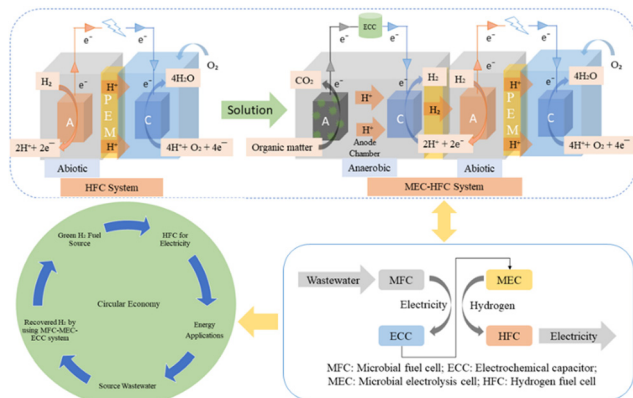 e⁻
e⁻
H₂
e⁻
e⁻
O₂
4H₂O
H⁺
A
PEM
C
H⁺
2H⁺+ 2e⁻
4H⁺+ O₂ + 4e⁻
Abiotic
HFC System
Solution
ECC
e⁻
e⁻
e⁻
e⁻
CO₂
H⁺
H₂
A
C
H⁺
Organic matter
Anode
Chamber
2H⁺ + 2e⁻
Anaerobic
H₂
e⁻
e⁻
H₂
e⁻
e⁻
O₂
4H₂O
H⁺
A
PEM
C
H⁺
4H⁺+ O₂ + 4e⁻
Abiotic
MEC-HFC System
Green H₂ Fuel
Source
HFC for
Electricity
Circular Economy
Recovered H₂ by
using MFC-MEC-
ECC system
Energy
Applications
Source Wastewater
Wastewater
MFC
MEC
Electricity
Hydrogen
ECC
HFC
Electricity
MFC: Microbial fuel cell; ECC: Electrochemical capacitor;
MEC: Microbial electrolysis cell; HFC: Hydrogen fuel cell